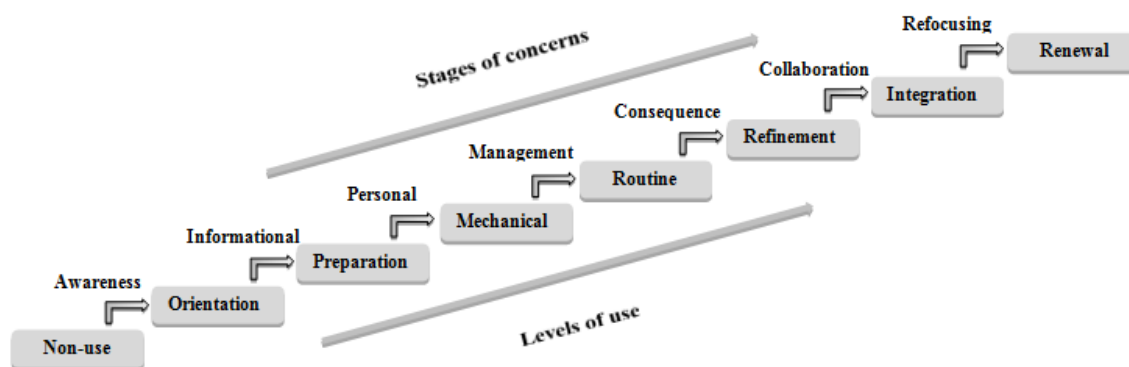 Refocusing
Renewal
Stages of concerns
Collaboration
Integration
Consequence
Refinement
Management
Routine
Personal
Mechanical
Informational
Preparation
Awareness
Orientation
Levels of use
Non-use